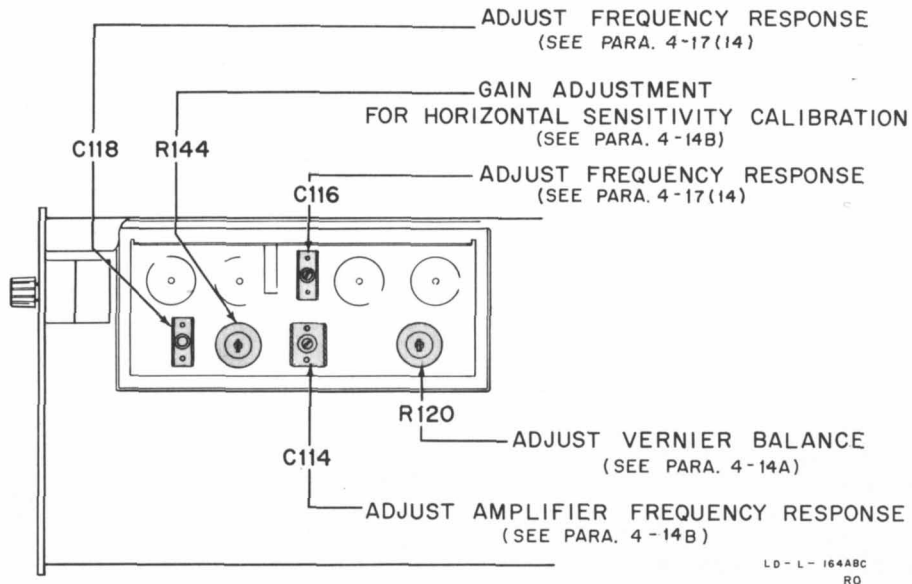 ADJUST FREQUENCY RESPONSE
(SEE PARA. 4-17(14)
GAIN ADJUSTMENT
FOR HORIZONTAL SENSITIVITY CALIBRATION
(SEE PARA. 4-14B)
C118 R144
ADJUST FREQUENCY RESPONSE
C116
(SEE PARA. 4-17(14)
R120
ADJUST VERNIER BALANCE
C114
(SEE PARA. 4-14A)
ADJUST AMPLIFIER FREQUENCY RESPONSE
(SEE PARA. 4-14B)
LD-L-164ABC
RO